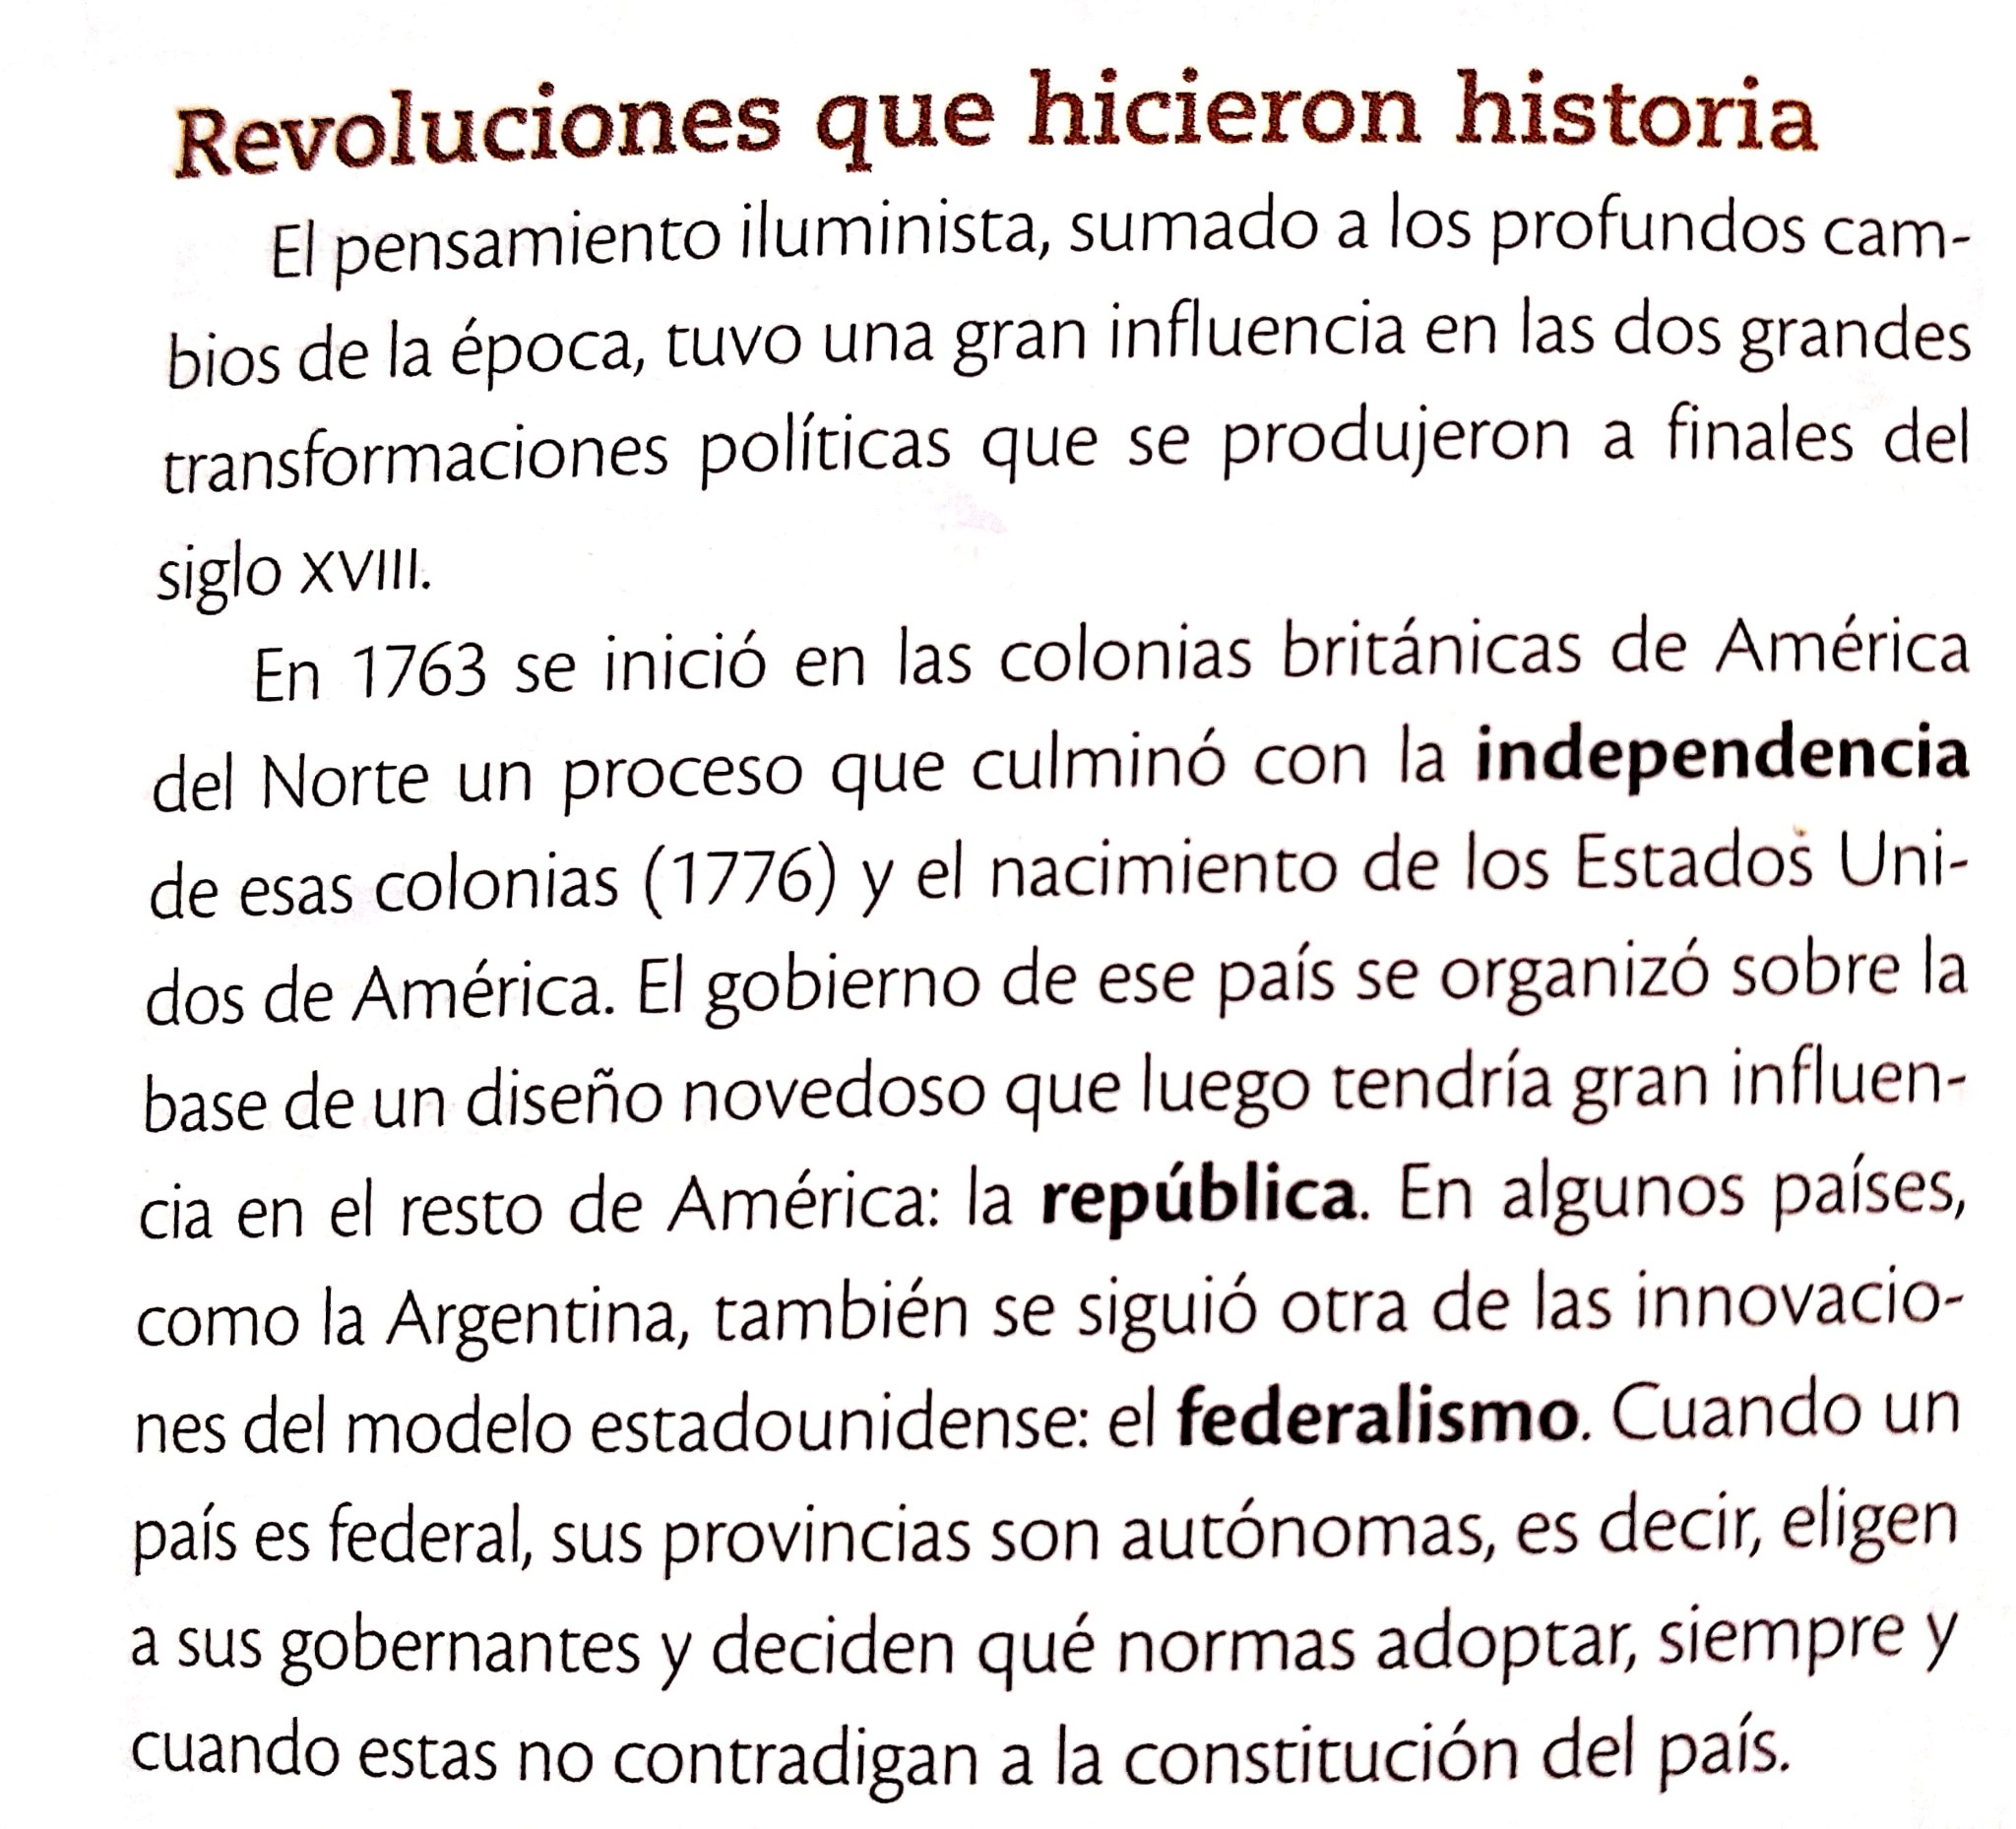 Revoluciones que hicieron historia
El pensamiento iluminista, sumado a los profundos cam-
bios de la época, tuvo una gran influencia en las dos grandes
transformaciones políticas que se produjeron a finales del
siglo XVIII.
En 1763 se inició en las colonias británicas de América
del Norte un proceso que culminó con la independencia
de esas colonias (1776) y el nacimiento de los Estados Uni-
dos de América. El gobierno de ese país se organizó sobre la
base de un diseño novedoso que luego tendría gran influen-
cia en el resto de América: la república. En algunos países,
como la Argentina, también se siguió otra de las innovacio-
nes del modelo estadounidense: el federalismo. Cuando un
país es federal, sus provincias son autónomas, es decir, eligen
a sus gobernantes y deciden qué normas adoptar, siempre y
cuando estas no contradigan a la constitución del país.